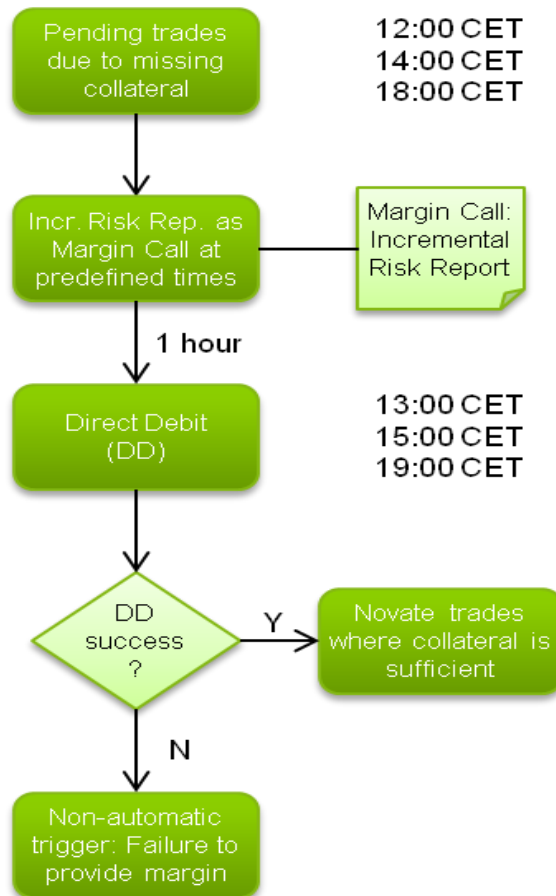 Pending trades
due to missing
collateral
12:00 CET
14:00 CET
18:00 CET
Incr. Risk Rep. as
Margin Call at
predefined times
Margin Call:
Incremental
Risk Report
1 hour
Direct Debit
(DD)
13:00 CET
15:00 CET
19:00 CET
DD
success
?
Y
Novate trades
where collateral is
sufficient
N
Non-automatic
trigger: Failure to
provide margin